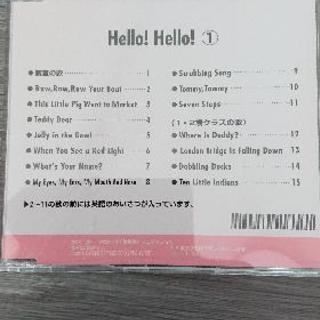 Hello! Hello! ①
の歌 1
Row, Row, Row Your Boat 2
This Little Pig Went to Market 3
Teddy Bear 4
Jelly in the Bowl 5
When You See a Red Light 6
What's Your Name? 7
My Eyes, My Ears, My Mouth And Nose 8
Scrubbing Song 9
Tommy, Tommy 10
Seven Steps 11
(1・2歳クラスの歌)
Where Is Daddy? 12
London Bridge Is Falling Down 13
Dabbling Ducks 14
Ten Little Indians 15
▶2~11の歌の前には英語のあいさつが入っています。